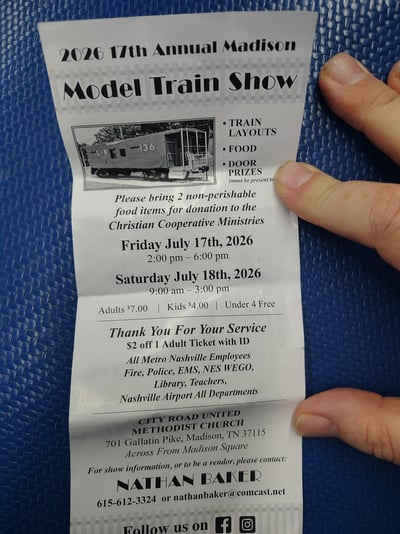 2026 17th Annual Madison
Model Train Show
136
• TRAIN
LAYOUTS
• FOOD
• DOOR
PRIZES
(must be present to
Please bring 2 non-perishable
food items for donation to the
Christian Cooperative Ministries
Friday July 17th, 2026
2:00 pm – 6:00 pm
Saturday July 18th, 2026
9:00 am – 3:00 pm
Adults $7.00 | Kids $4.00 | Under 4 Free
Thank You For Your Service
$2 off 1 Adult Ticket with ID
All Metro Nashville Employees
Fire, Police, EMS, NES WEGO,
Library, Teachers,
Nashville Airport All Departments
CITY ROAD UNITED
METHODIST CHURCH
701 Gallatin Pike, Madison, TN 37115
Across From Madison Square
For show information, or to be a vendor, please contact:
NATHAN BAKER
615-612-3324 or nathanbaker@comcast.net
Follow us on